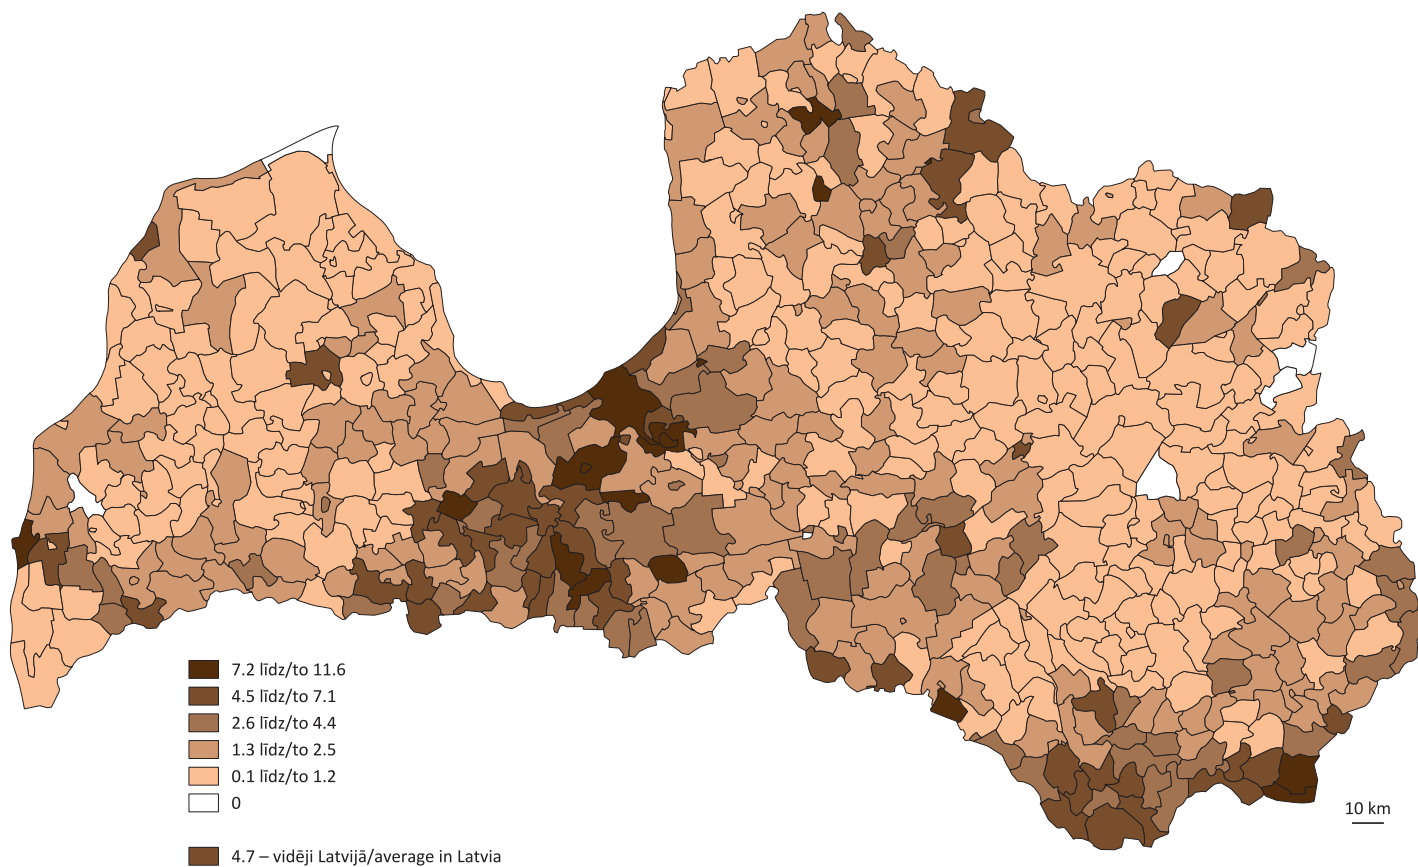 7.2 līdz/to 11.6
4.5 līdz/to 7.1
2.6 līdz/to 4.4
1.3 līdz/to 2.5
0.1 līdz/to 1.2
0
4.7 – vidēji Latvijā/average in Latvia
10 km